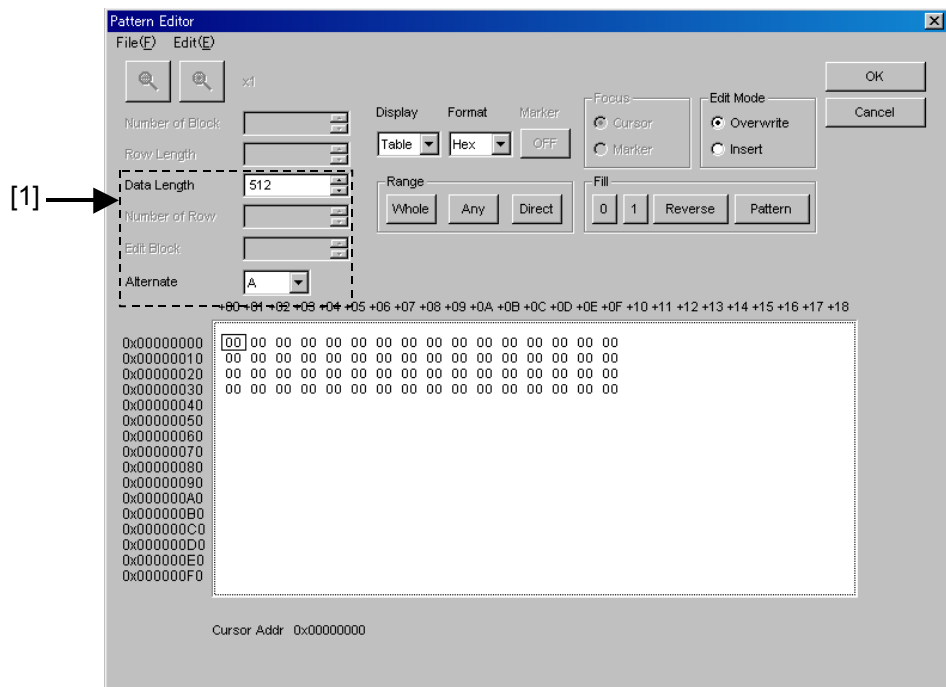 Pattern Editor
File(F) Edit(E)
x1
OK
Cancel
Number of Block
Row Length
Display Format Marker
Table Hex OFF
Focus
Cursor
Marker
Edit Mode
Overwrite
Insert
[1]
Data Length 512
Number of Row
Edit Block
Alternate A
Range
Whole Any Direct
Fill
0 1 Reverse Pattern
+00 +01 +02 +03 +04 +05 +06 +07 +08 +09 +0A +0B +0C +0D +0E +0F +10 +11 +12 +13 +14 +15 +16 +17 +18
0x00000000 00 00 00 00 00 00 00 00 00 00 00 00 00 00 00 00
0x00000010 00 00 00 00 00 00 00 00 00 00 00 00 00 00 00 00
0x00000020 00 00 00 00 00 00 00 00 00 00 00 00 00 00 00 00
0x00000030 00 00 00 00 00 00 00 00 00 00 00 00 00 00 00 00
0x00000040
0x00000050
0x00000060
0x00000070
0x00000080
0x00000090
0x000000A0
0x000000B0
0x000000C0
0x000000D0
0x000000E0
0x000000F0
Cursor Addr 0x00000000